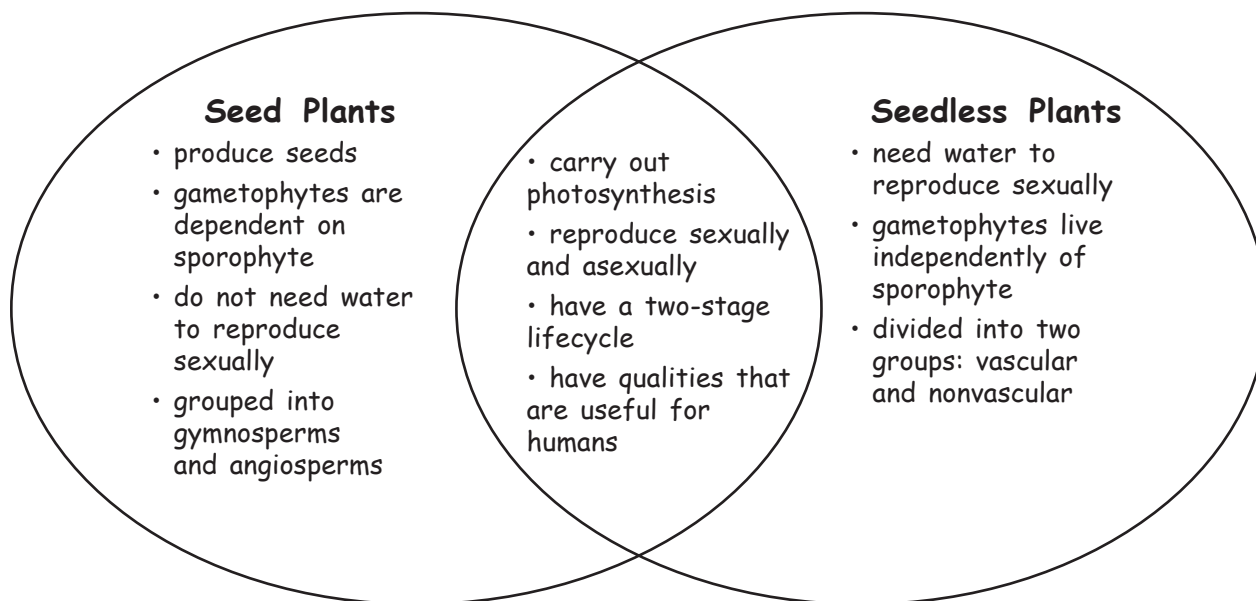 Seed Plants
• produce seeds
• gametophytes are
dependent on
sporophyte
• do not need water
to reproduce
sexually
• grouped into
gymnosperms
and angiosperms
• carry out
photosynthesis
• reproduce sexually
and asexually
• have a two-stage
lifecycle
• have qualities that
are useful for
humans
Seedless Plants
• need water to
reproduce sexually
• gametophytes live
independently of
sporophyte
• divided into two
groups: vascular
and nonvascular